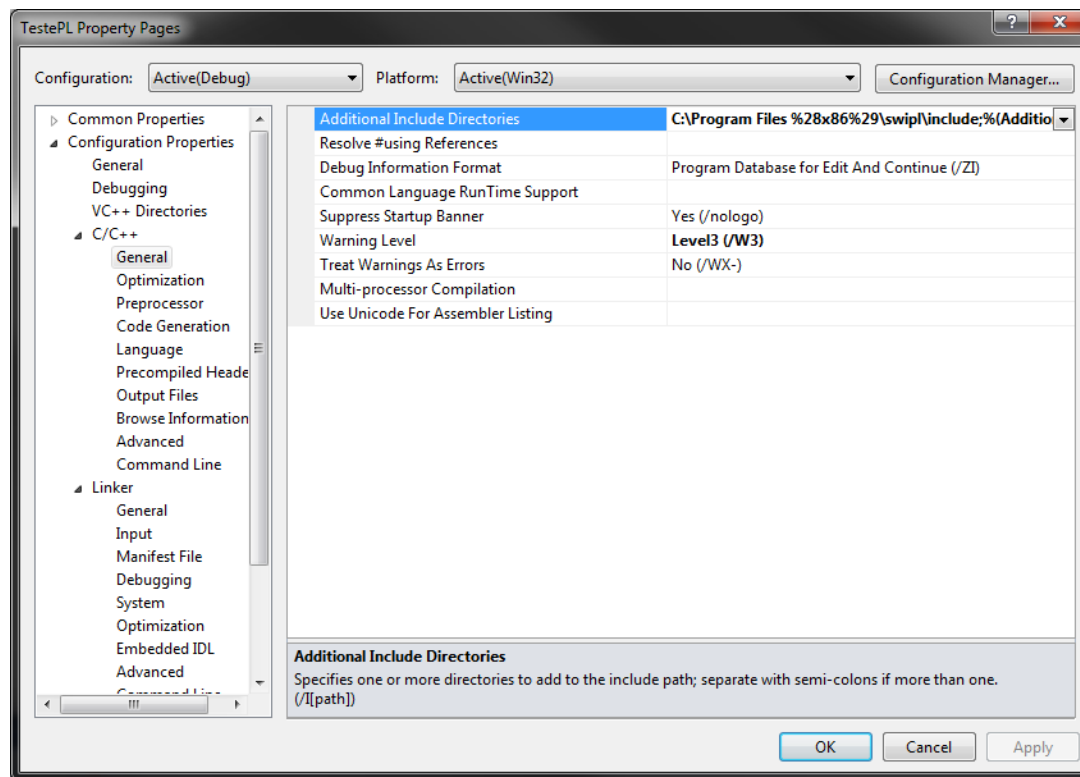 TestePL Property Pages
Configuration: Active(Debug) Platform: Active(Win32) Configuration Manager...
Common Properties
Configuration Properties
General
Debugging
VC++ Directories
C/C++
General
Optimization
Preprocessor
Code Generation
Language
Precompiled Heade
Output Files
Browse Information
Advanced
Command Line
Linker
General
Input
Manifest File
Debugging
System
Optimization
Embedded IDL
Advanced
Command Line
Additional Include Directories C:\Program Files %28x86%29\swipl\include;%(Additio
Resolve #using References
Debug Information Format Program Database for Edit And Continue (/ZI)
Common Language RunTime Support
Suppress Startup Banner Yes (/nologo)
Warning Level Level3 (/W3)
Treat Warnings As Errors No (/WX-)
Multi-processor Compilation
Use Unicode For Assembler Listing
Additional Include Directories
Specifies one or more directories to add to the include path; separate with semi-colons if more than one.
(/I[path])
OK Cancel Apply